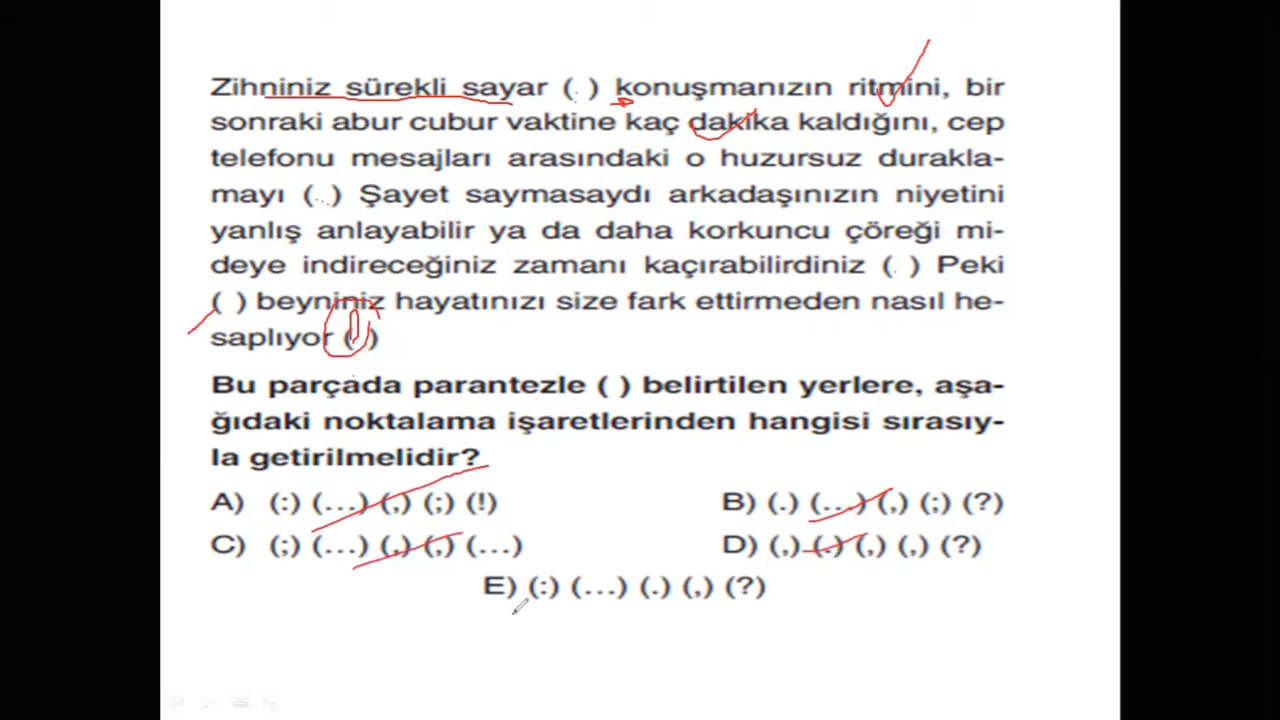 Zihniniz sürekli sayar ( ) konuşmanızın ritmini, bir
sonraki abur cubur vaktine kaç dakika kaldığını, cep
telefonu mesajları arasındaki o huzursuz durakla-
mayı (...) Şayet saymasaydı arkadaşınızın niyetini
yanlış anlayabilir ya da daha korkuncu çöreği mi-
deye indireceğiniz zamanı kaçırabilirdiniz (.) Peki
( ) beyniniz hayatınızı size fark ettirmeden nasıl he-
saplıyor ( )
Bu parçada parantezle ( ) belirtilen yerlere, aşa-
ğıdaki noktalama işaretlerinden hangisi sırasıy-
la getirilmelidir?
A) (:) (...) (,) (;) (!)
B) (.) (...) (,) (;) (?)
C) (;) (...) (,) (,) (...)
D) (,) (.) (,) (,) (?)
E) (:) (...) (.) (,) (?)